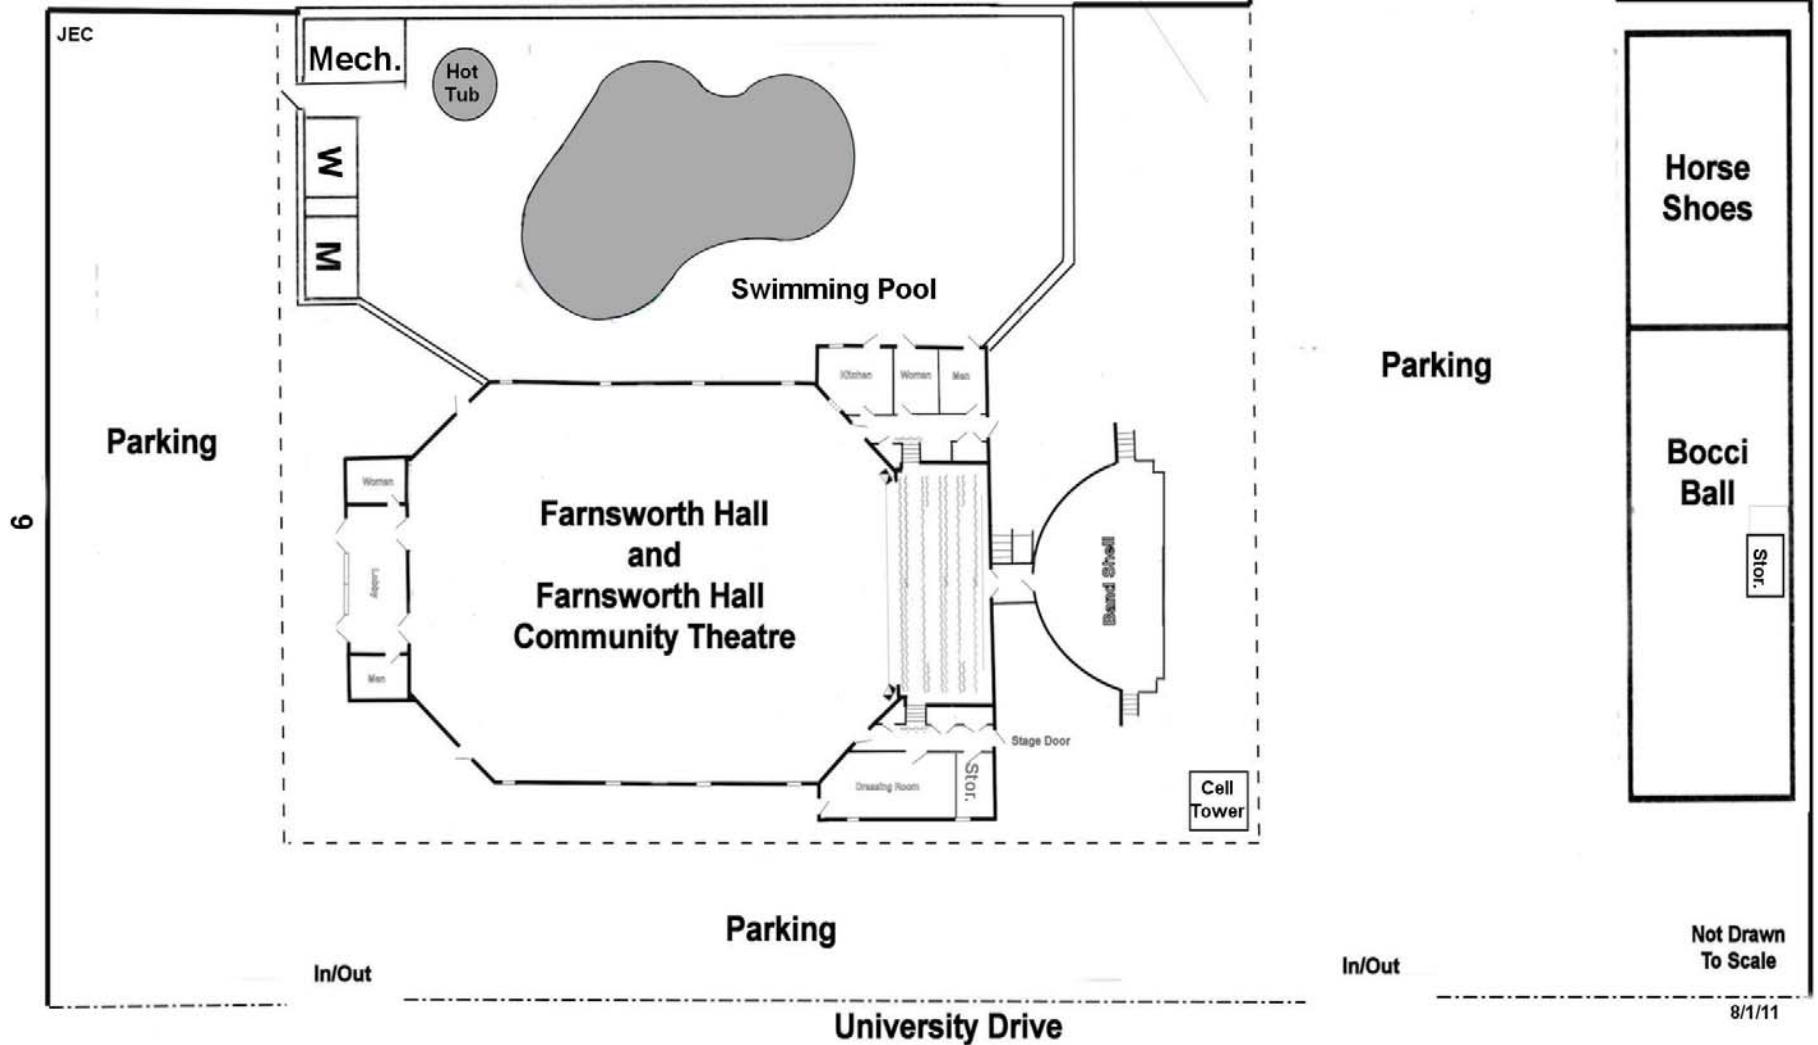 JEC
Mech.
Hot
Tub
W
M
Swimming Pool
Horse
Shoes
Parking
Kitchen
Women
Men
Parking
Bocci
Ball
Stor.
Women
Lobby
Men
Farnsworth Hall
and
Farnsworth Hall
Community Theatre
Band Shell
Stage Door
Dressing Room
Stor.
Cell
Tower
9
Parking
In/Out
In/Out
Not Drawn
To Scale
University Drive
8/1/11